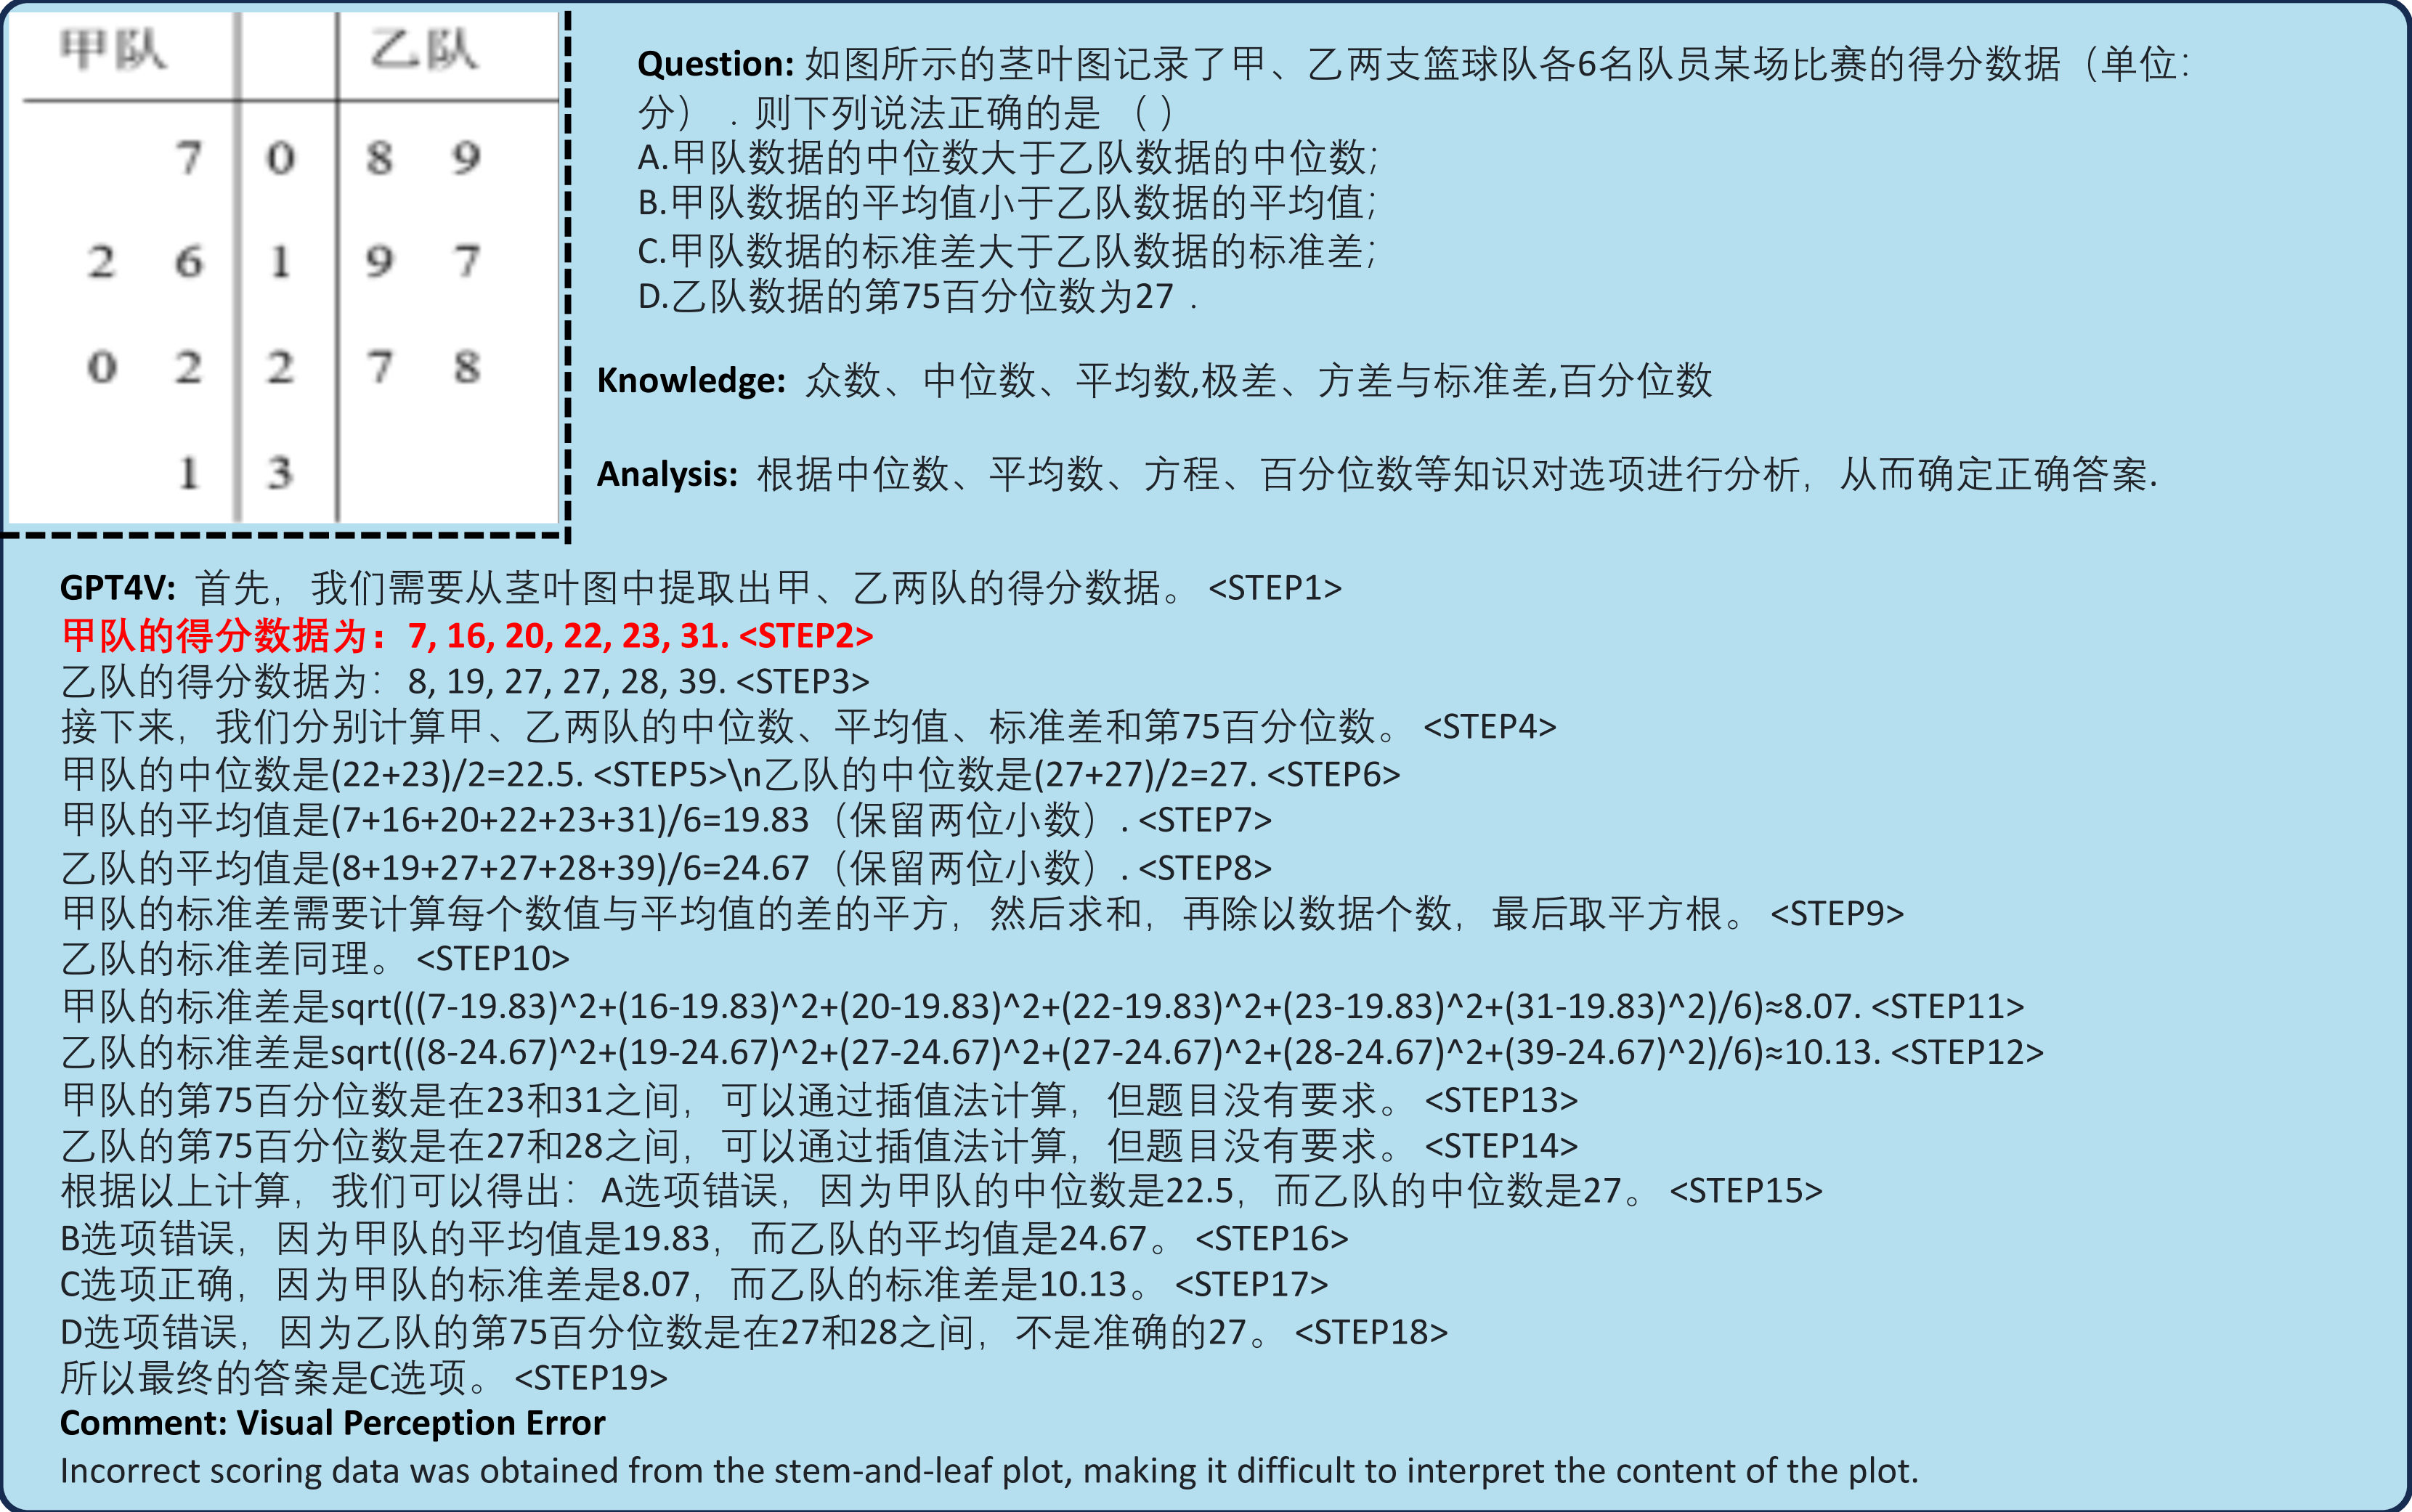 甲队 乙队
7 0 8 9
2 6 1 9 7
0 2 2 7 8
1 3
Question: 如图所示的茎叶图记录了甲、乙两支篮球队各6名队员某场比赛的得分数据（单位：
分）．则下列说法正确的是 （ ）
A.甲队数据的中位数大于乙队数据的中位数；
B.甲队数据的平均值小于乙队数据的平均值；
C.甲队数据的标准差大于乙队数据的标准差；
D.乙队数据的第75百分位数为27．
Knowledge: 众数、中位数、平均数,极差、方差与标准差,百分位数
Analysis: 根据中位数、平均数、方程、百分位数等知识对选项进行分析，从而确定正确答案.
GPT4V: 首先，我们需要从茎叶图中提取出甲、乙两队的得分数据。 <STEP1>
甲队的得分数据为：7, 16, 20, 22, 23, 31. <STEP2>
乙队的得分数据为：8, 19, 27, 27, 28, 39. <STEP3>
接下来，我们分别计算甲、乙两队的中位数、平均值、标准差和第75百分位数。 <STEP4>
甲队的中位数是(22+23)/2=22.5. <STEP5>\n乙队的中位数是(27+27)/2=27. <STEP6>
甲队的平均值是(7+16+20+22+23+31)/6=19.83（保留两位小数）. <STEP7>
乙队的平均值是(8+19+27+27+28+39)/6=24.67（保留两位小数）. <STEP8>
甲队的标准差需要计算每个数值与平均值的差的平方，然后求和，再除以数据个数，最后取平方根。 <STEP9>
乙队的标准差同理。 <STEP10>
甲队的标准差是sqrt(((7-19.83)^2+(16-19.83)^2+(20-19.83)^2+(22-19.83)^2+(23-19.83)^2+(31-19.83)^2)/6)≈8.07. <STEP11>
乙队的标准差是sqrt(((8-24.67)^2+(19-24.67)^2+(27-24.67)^2+(27-24.67)^2+(28-24.67)^2+(39-24.67)^2)/6)≈10.13. <STEP12>
甲队的第75百分位数是在23和31之间，可以通过插值法计算，但题目没有要求。 <STEP13>
乙队的第75百分位数是在27和28之间，可以通过插值法计算，但题目没有要求。 <STEP14>
根据以上计算，我们可以得出：A选项错误，因为甲队的中位数是22.5，而乙队的中位数是27。 <STEP15>
B选项错误，因为甲队的平均值是19.83，而乙队的平均值是24.67。 <STEP16>
C选项正确，因为甲队的标准差是8.07，而乙队的标准差是10.13。 <STEP17>
D选项错误，因为乙队的第75百分位数是在27和28之间，不是准确的27。 <STEP18>
所以最终的答案是C选项。 <STEP19>
Comment: Visual Perception Error
Incorrect scoring data was obtained from the stem-and-leaf plot, making it difficult to interpret the content of the plot.